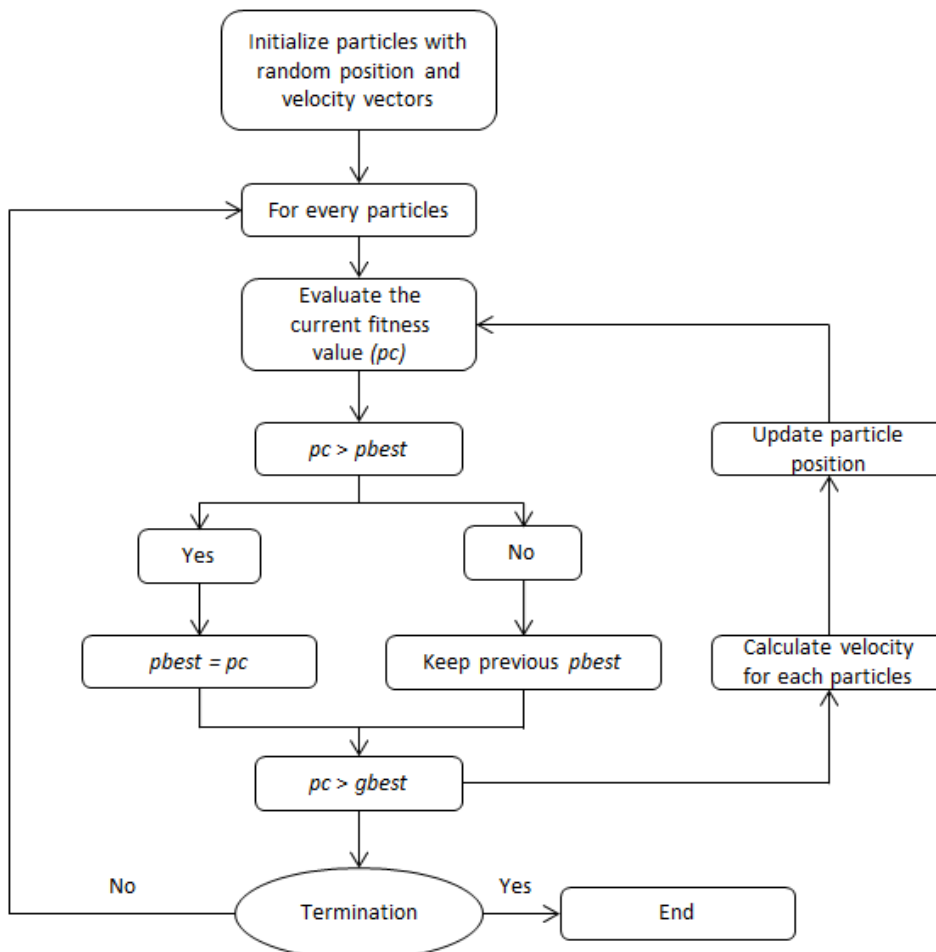 Initialize particles with
random position and
velocity vectors
For every particles
Evaluate the
current fitness
value (pc)
pc > pbest
Update particle
position
Yes
No
pbest = pc
Keep previous pbest
Calculate velocity
for each particles
pc > gbest
No
Termination
Yes
End